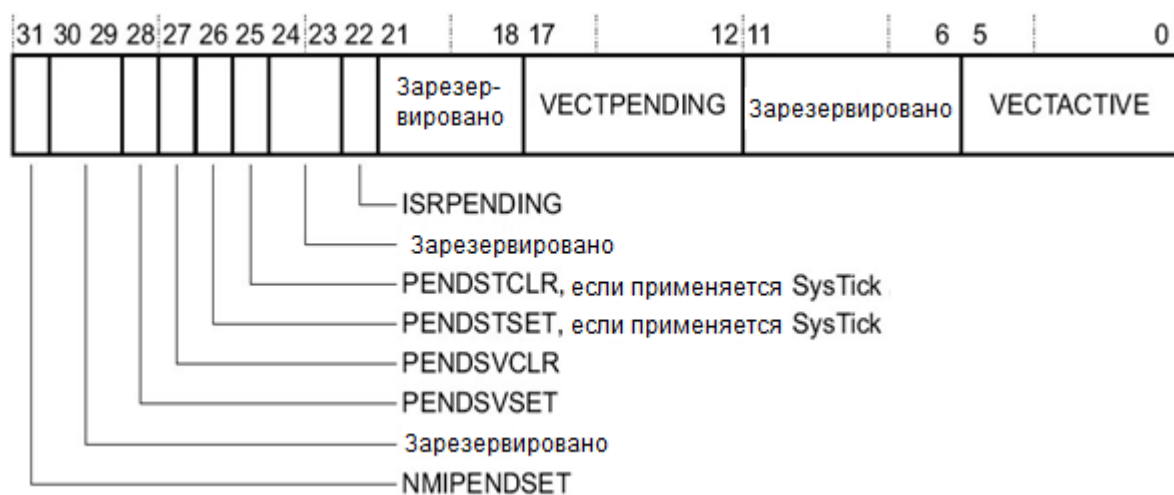 31 30 29 28 27 26 25 24 23 22 21 18 17 12 11 6 5 0
Зарезер-
вировано
VECTPENDING
Зарезервировано
VECTACTIVE
ISRPENDING
Зарезервировано
PENDSTCLR, если применяется SysTick
PENDSTSET, если применяется SysTick
PENDSVCLR
PENDSVSET
Зарезервировано
NMIPENDSET